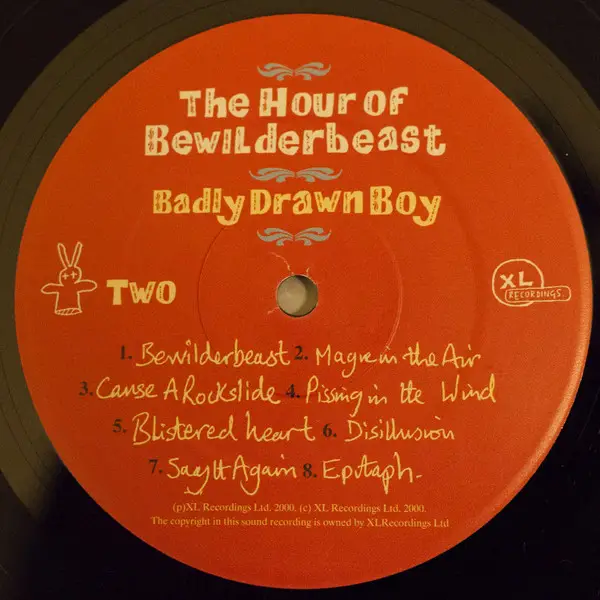 The Hour Of
Bewilderbeast
Badly Drawn Boy
Two
XL
RECORDINGS.
1. Bewilderbeast 2. Magic in the Air
3. Cause A Rockslide 4. Pissing in the Wind
5. Blistered heart 6. Disillusion
7. Say It Again 8. Epitaph.
(p)XL Recordings Ltd. 2000. (c) XL Recordings Ltd. 2000.
The copyright in this sound recording is owned by XLRecordings Ltd